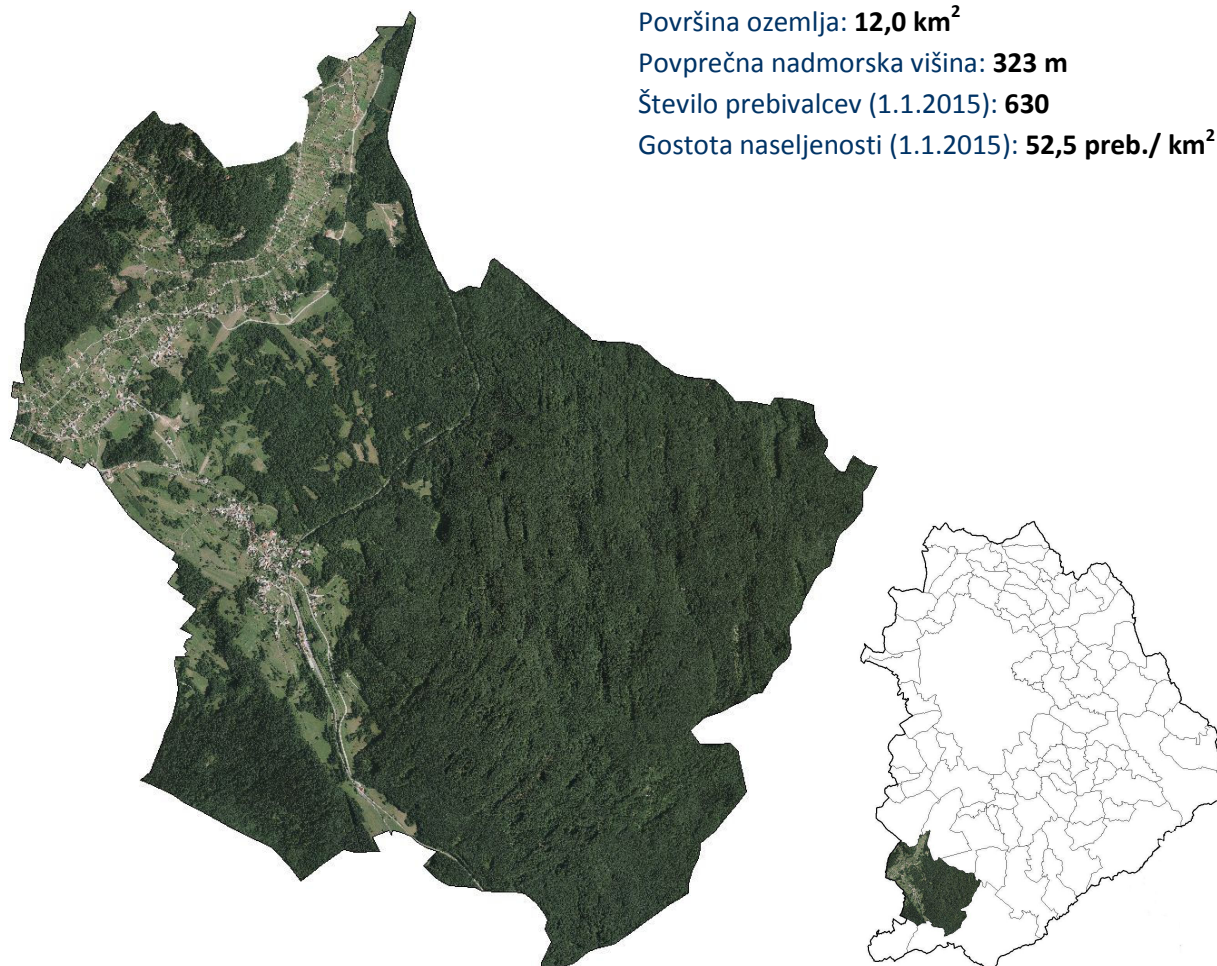 Površina ozemlja: 12,0 km²
Povprečna nadmorska višina: 323 m
Število prebivalcev (1.1.2015): 630
Gostota naseljenosti (1.1.2015): 52,5 preb./ km²